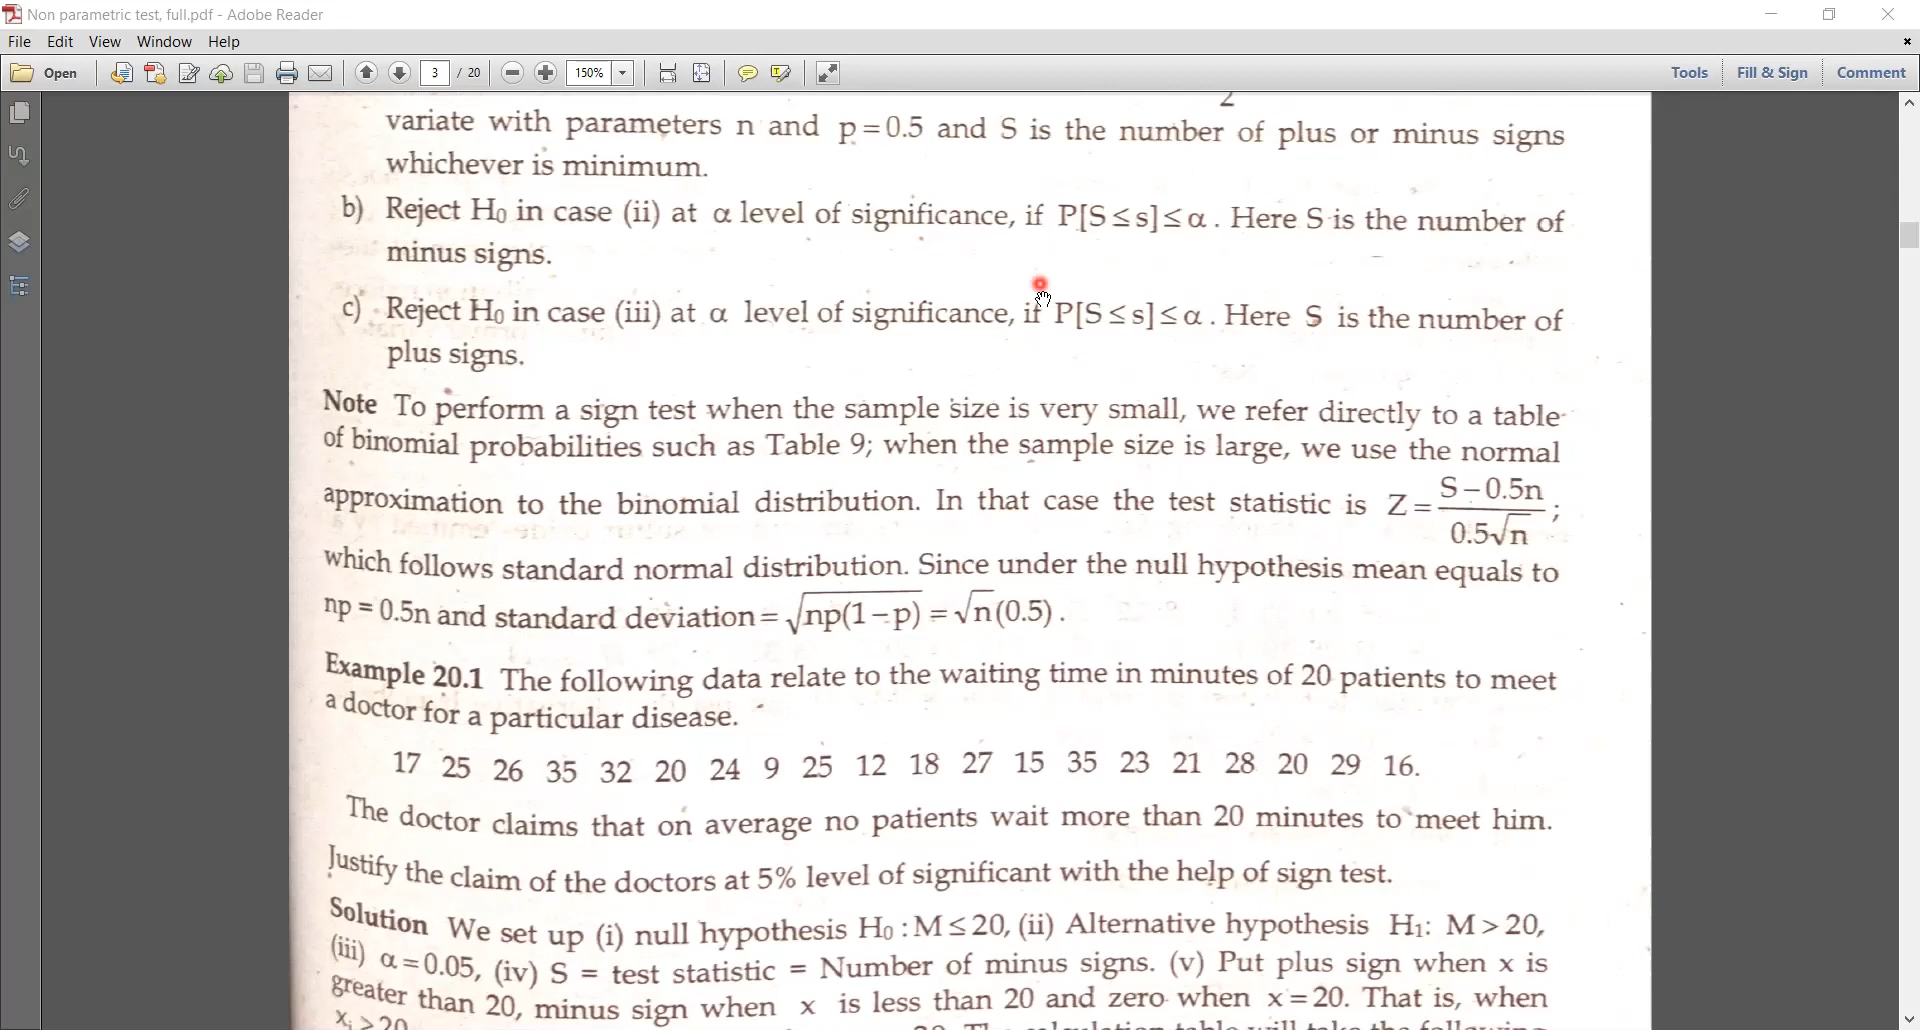 Non parametric test, full.pdf - Adobe Reader
File Edit View Window Help
Open 3 / 20 150% Tools Fill & Sign Comment
2
variate with parameters n and p=0.5 and S is the number of plus or minus signs
whichever is minimum.
b) Reject H₀ in case (ii) at α level of significance, if P[S≤s]≤α. Here S is the number of
minus signs.
c) Reject H₀ in case (iii) at α level of significance, if P[S≤s]≤α. Here S is the number of
plus signs.
Note To perform a sign test when the sample size is very small, we refer directly to a table
of binomial probabilities such as Table 9; when the sample size is large, we use the normal
approximation to the binomial distribution. In that case the test statistic is Z = (S−0.5n)/(0.5√n);
which follows standard normal distribution. Since under the null hypothesis mean equals to
np = 0.5n and standard deviation = √np(1−p) = √n(0.5).
Example 20.1 The following data relate to the waiting time in minutes of 20 patients to meet
a doctor for a particular disease.
17 25 26 35 32 20 24 9 25 12 18 27 15 35 23 21 28 20 29 16.
The doctor claims that on average no patients wait more than 20 minutes to meet him.
Justify the claim of the doctors at 5% level of significant with the help of sign test.
Solution We set up (i) null hypothesis H₀ : M ≤ 20, (ii) Alternative hypothesis H₁: M > 20,
(iii) α = 0.05, (iv) S = test statistic = Number of minus signs. (v) Put plus sign when x is
greater than 20, minus sign when x is less than 20 and zero when x = 20. That is, when
xᵢ > 20